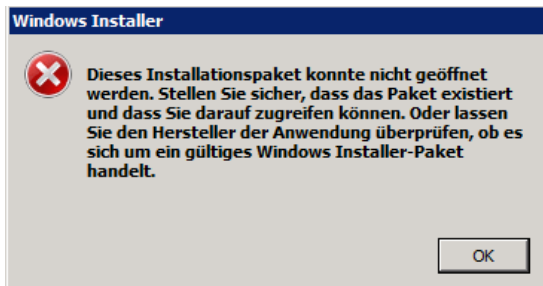 Windows Installer
Dieses Installationspaket konnte nicht geöffnet
werden. Stellen Sie sicher, dass das Paket existiert
und dass Sie darauf zugreifen können. Oder lassen
Sie den Hersteller der Anwendung überprüfen, ob es
sich um ein gültiges Windows Installer-Paket
handelt.
OK